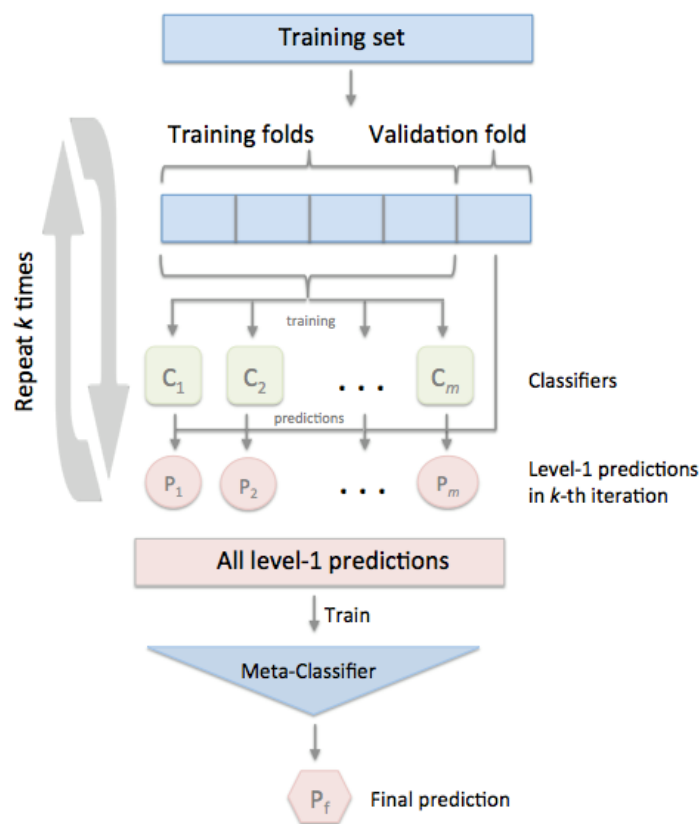 Training set
Training folds
Validation fold
Repeat k times
training
C1 C2 . . . Cm
Classifiers
predictions
P1 P2 . . . Pm
Level-1 predictions
in k-th iteration
All level-1 predictions
Train
Meta-Classifier
Pf
Final prediction